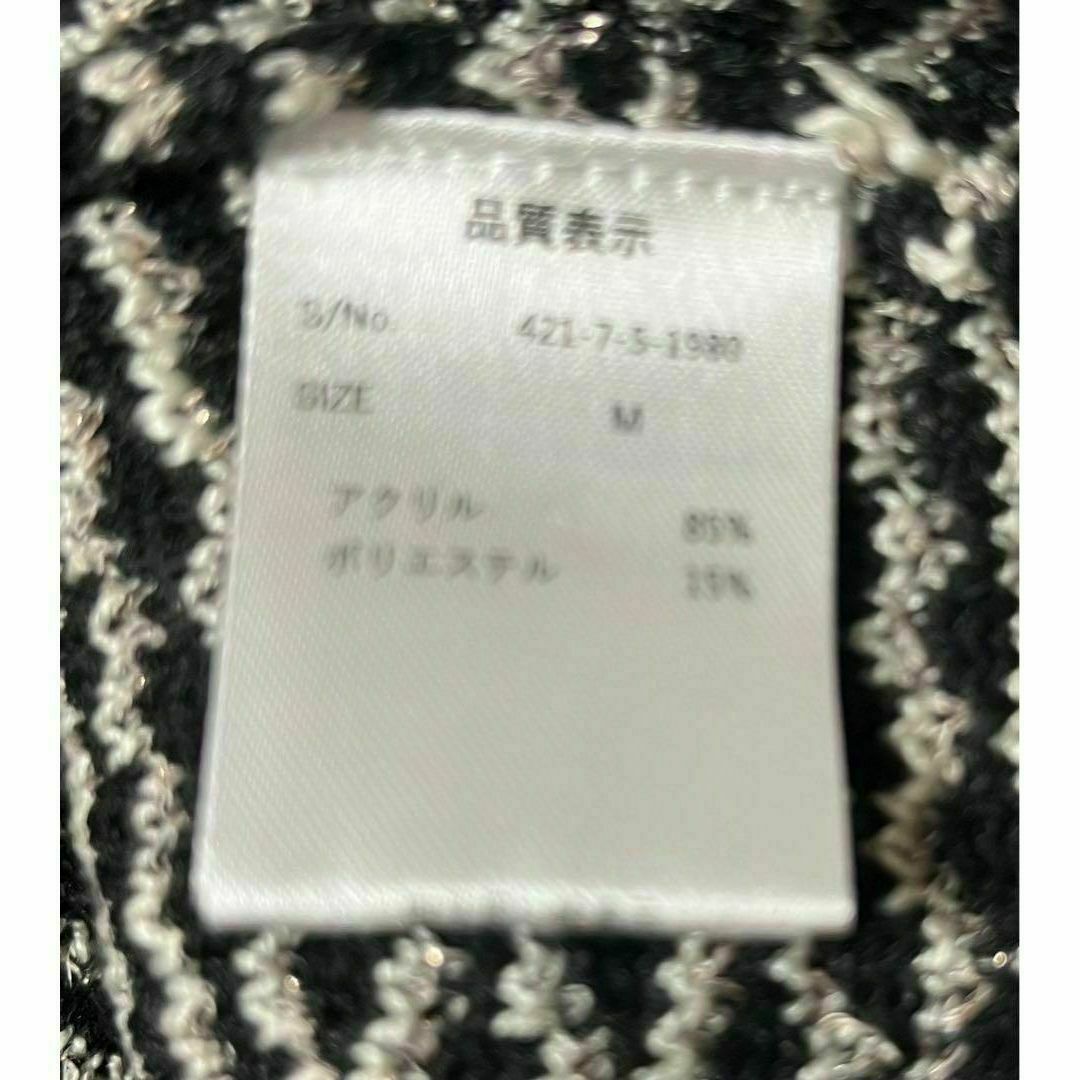 品質表示
S/No. 421-7-5-1980
SIZE M
アクリル 85%
ポリエステル 15%